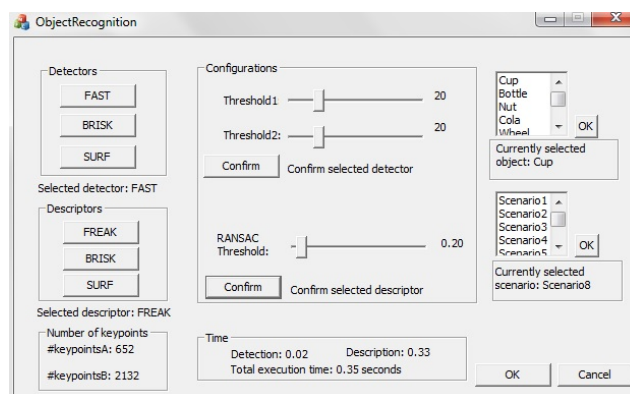 ObjectRecognition
Detectors
FAST
BRISK
SURF
Selected detector: FAST
Descriptors
FREAK
BRISK
SURF
Selected descriptor: FREAK
Number of keypoints
#keypointsA: 652
#keypointsB: 2132
Configurations
Threshold1 20
Threshold2: 20
Confirm Confirm selected detector
RANSAC
Threshold: 0.20
Confirm Confirm selected descriptor
Time
Detection: 0.02 Description: 0.33
Total execution time: 0.35 seconds
Cup
Bottle
Nut
Cola
Wheel
OK
Currently selected
object: Cup
Scenario1
Scenario2
Scenario3
Scenario4
Scenario5
OK
Currently selected
scenario: Scenario8
OK Cancel